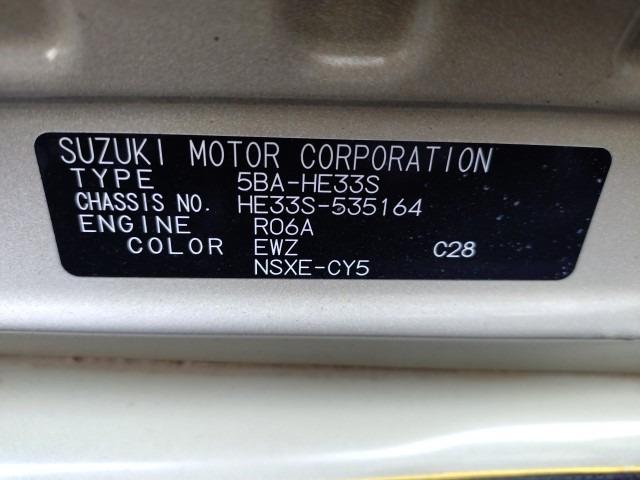 SUZUKI MOTOR CORPORATION
TYPE 5BA-HE33S
CHASSIS NO. HE33S-535164
ENGINE R06A
COLOR EWZ C28
NSXE-CY5